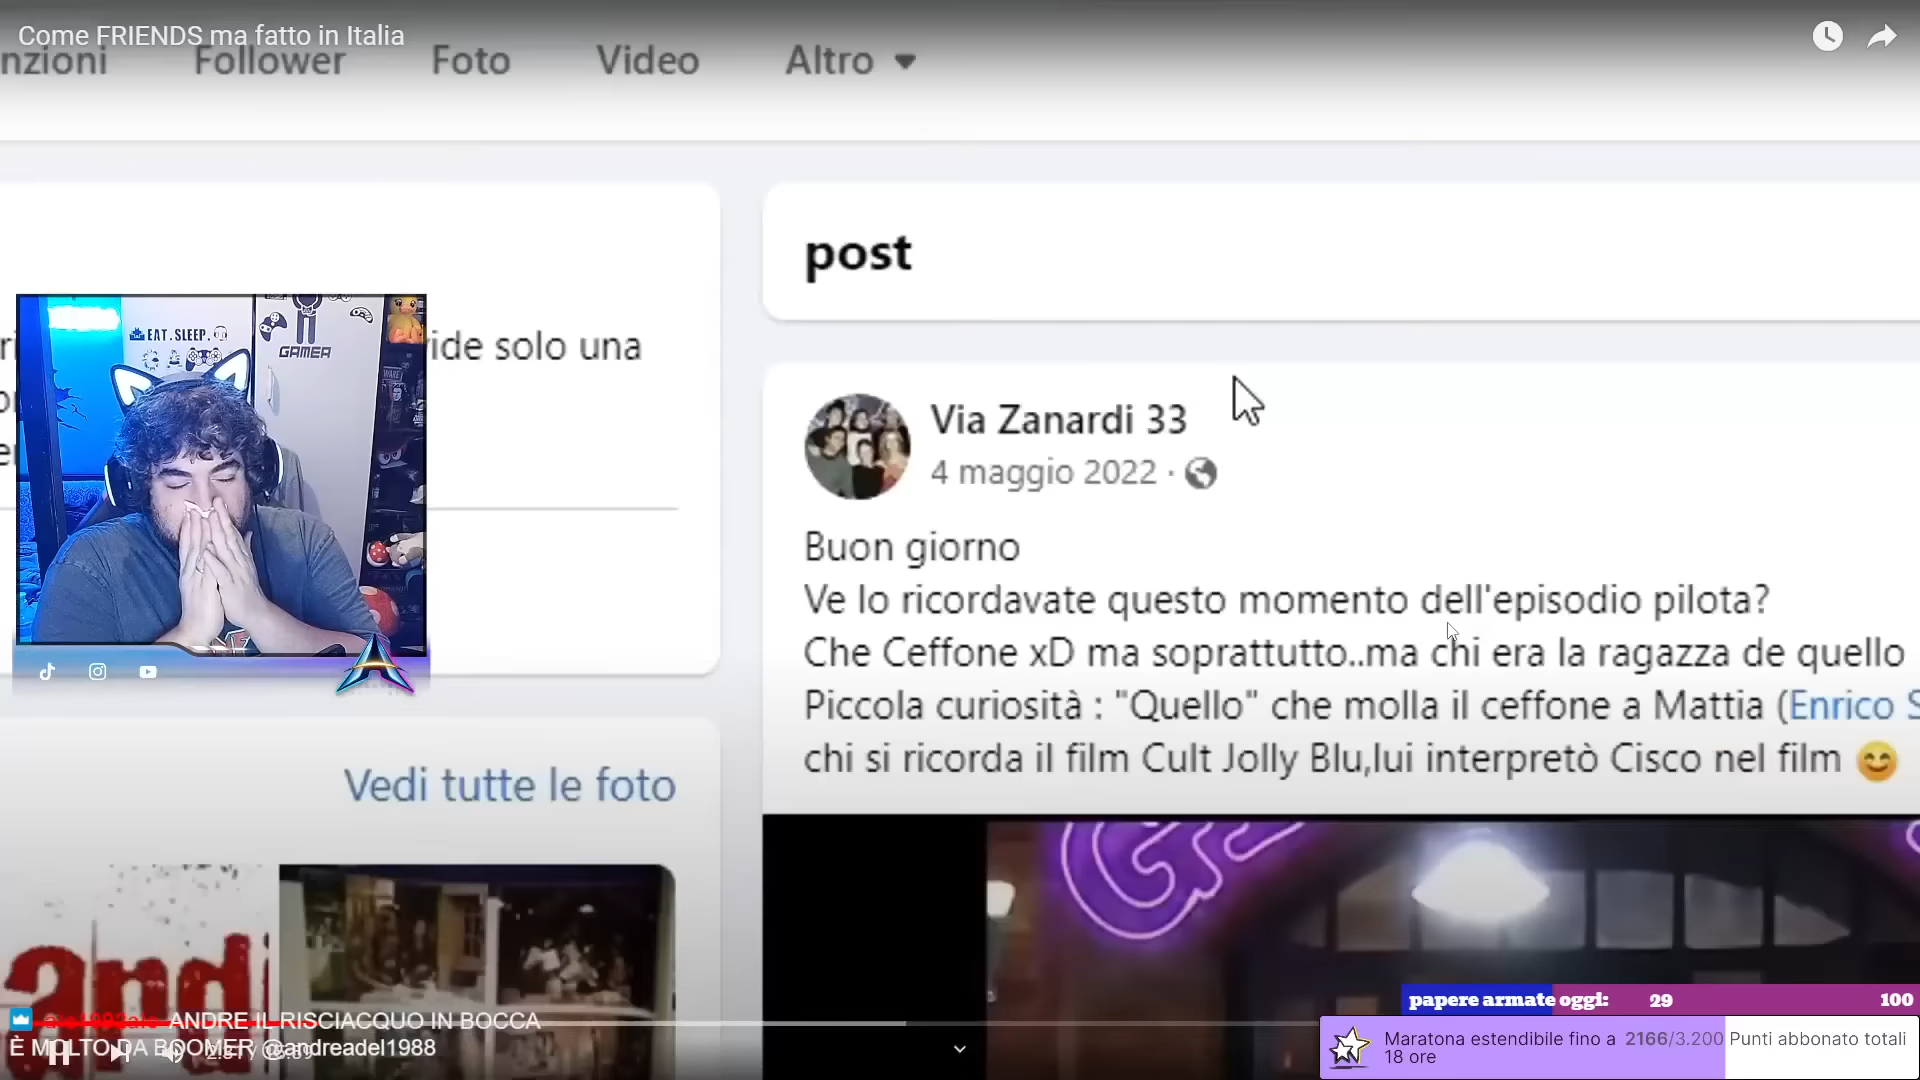 Come FRIENDS ma fatto in Italia
nzioni Follower Foto Video Altro
post
ide solo una
EAT.SLEEP.
GAMER
Via Zanardi 33
4 maggio 2022 ·
Buon giorno
Ve lo ricordavate questo momento dell'episodio pilota?
Che Ceffone xD ma soprattutto..ma chi era la ragazza de quello
Piccola curiosità : "Quello" che molla il ceffone a Mattia (Enrico S
chi si ricorda il film Cult Jolly Blu,lui interpretò Cisco nel film 😊
Vedi tutte le foto
and
papere armate oggi: 29 100
ANDRE IL RISCIACQUO IN BOCCA
È MOLTO DA BOOMER @andreadel1988
Maratona estendibile fino a 2166/3.200 Punti abbonato totali
18 ore